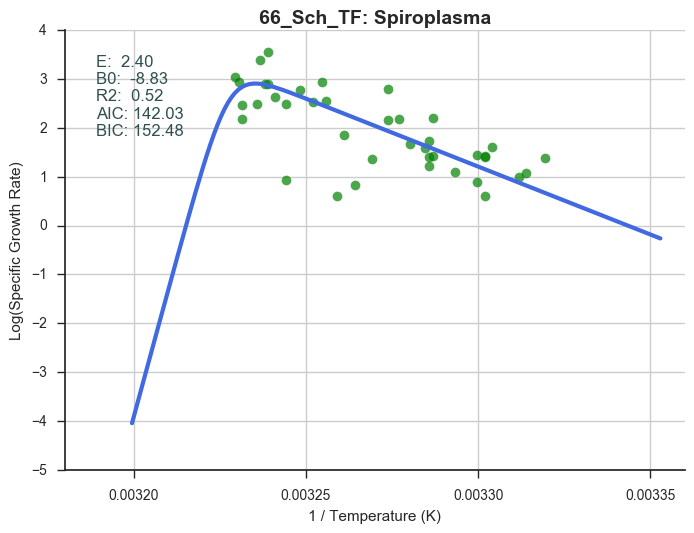 66_Sch_TF: Spiroplasma
E:  2.40
B0:  -8.83
R2:  0.52
AIC: 142.03
BIC: 152.48
Log(Specific Growth Rate)
4
3
2
1
0
−1
−2
−3
−4
−5
0.00320
0.00325
0.00330
0.00335
1 / Temperature (K)